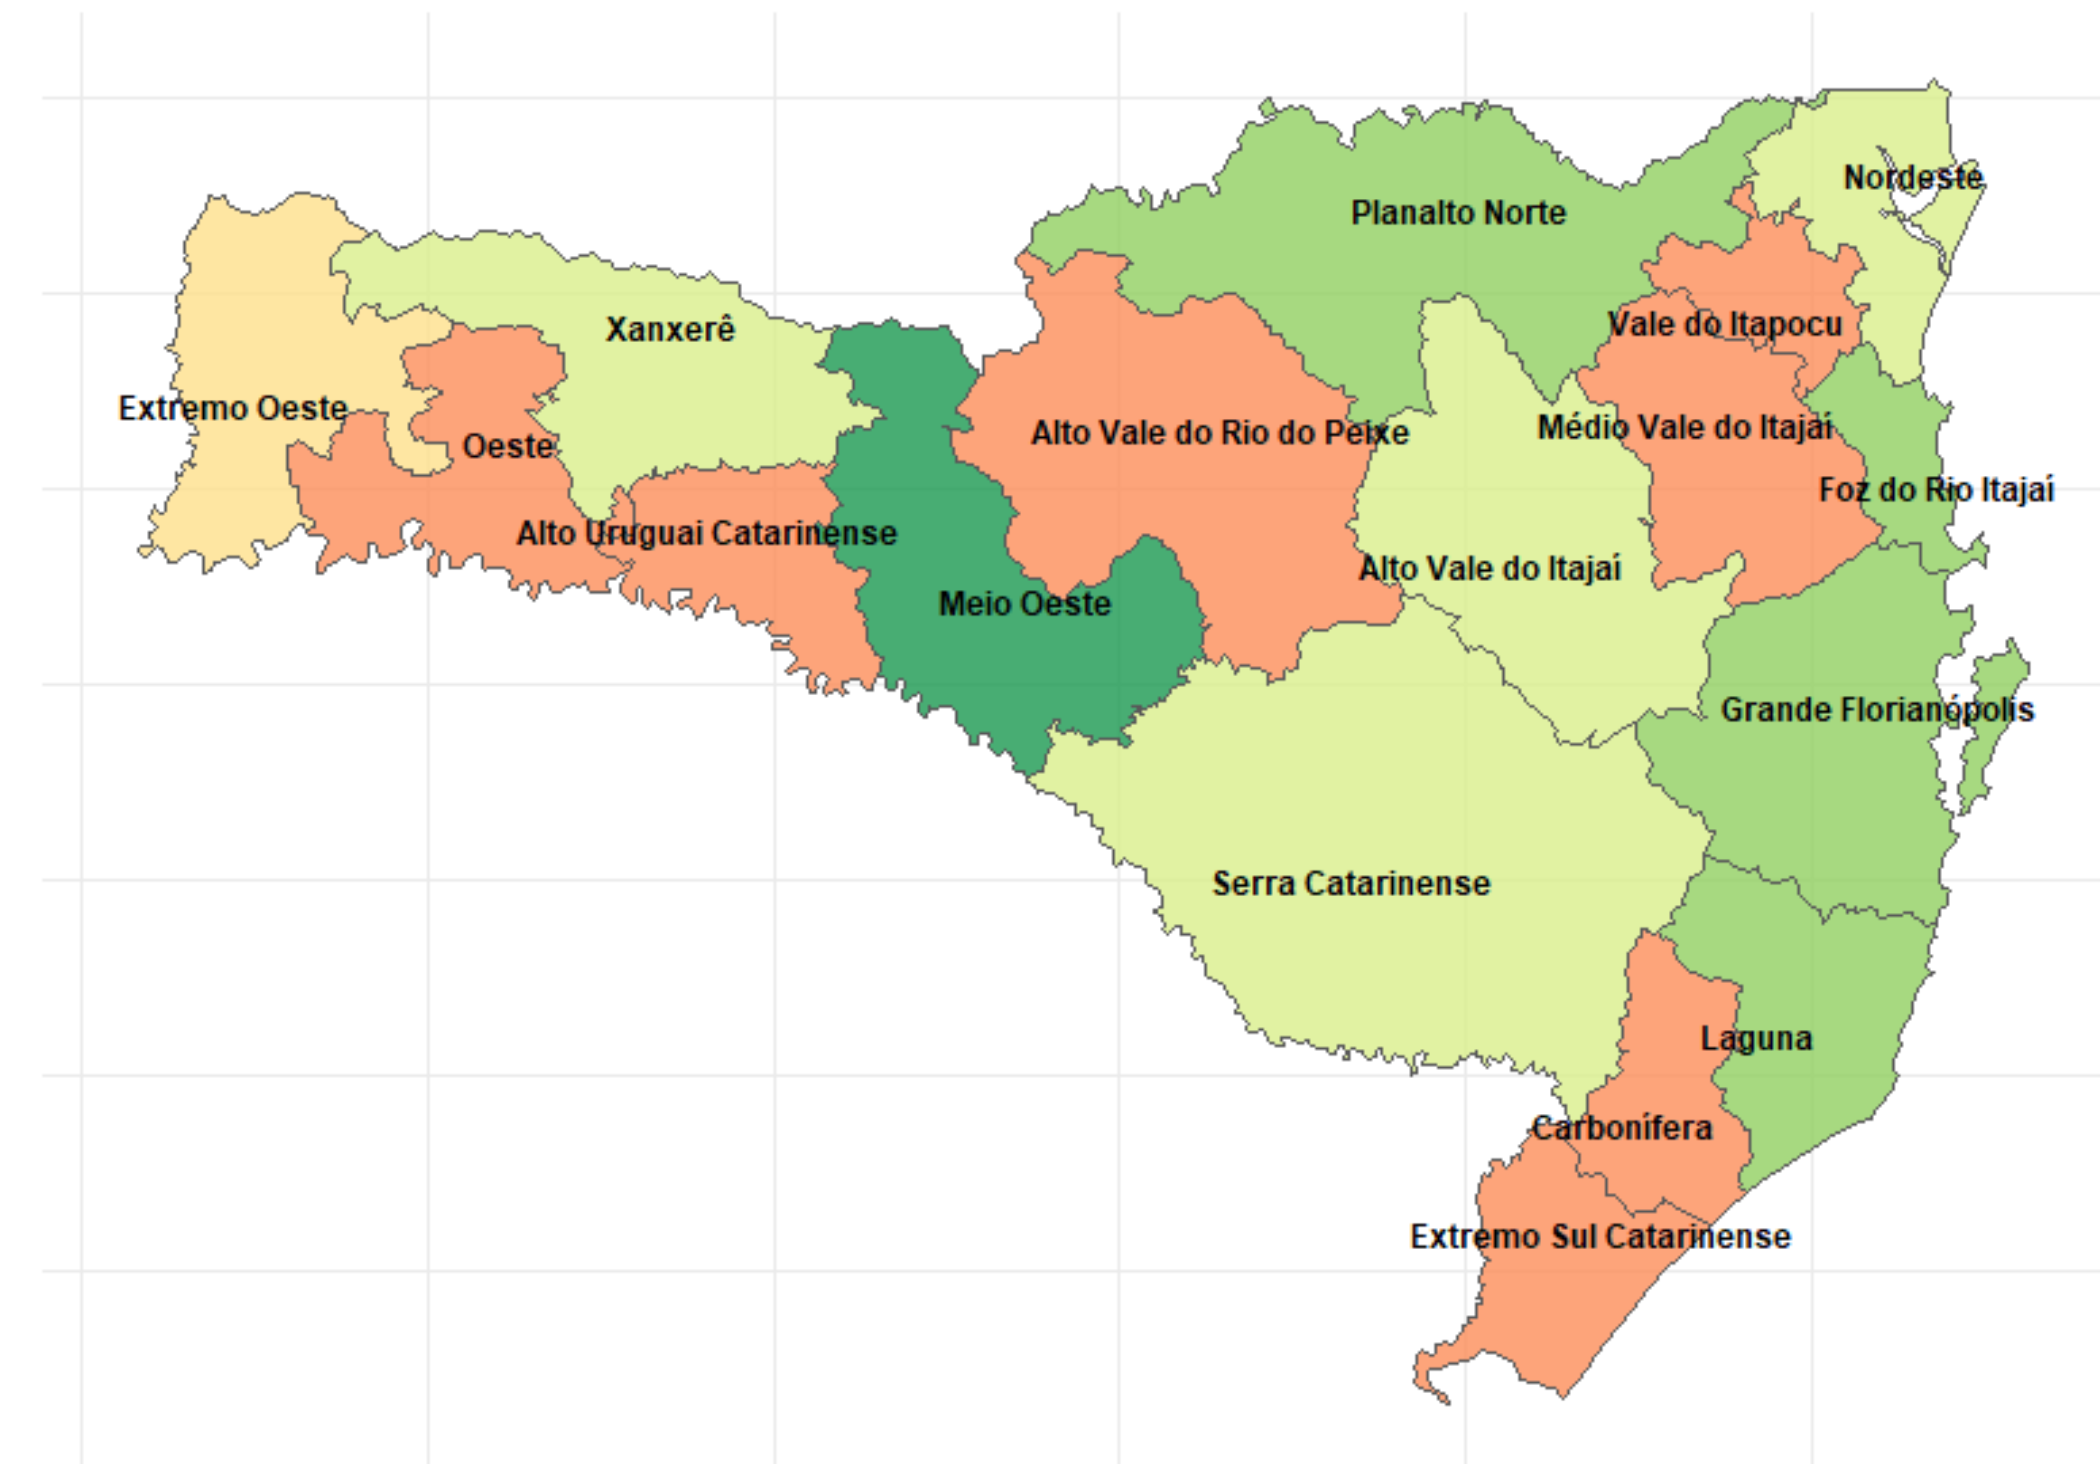 Nordeste
Planalto Norte
Vale do Itapocu
Xanxerê
Extremo Oeste
Médio Vale do Itajaí
Alto Vale do Rio do Peixe
Oeste
Foz do Rio Itajaí
Alto Uruguai Catarinense
Alto Vale do Itajaí
Meio Oeste
Grande Florianópolis
Serra Catarinense
Laguna
Carbonífera
Extremo Sul Catarinense